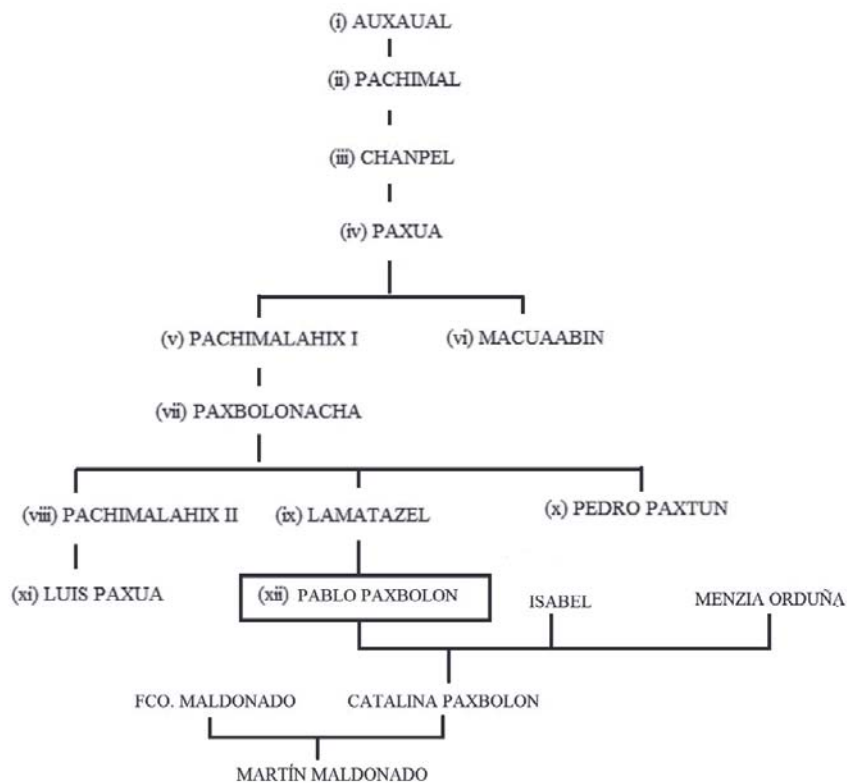 (i) AUXAUAL
(ii) PACHIMAL
(iii) CHANPEL
(iv) PAXUA
(v) PACHIMALAHIX I
(vi) MACUAABIN
(vii) PAXBOLONACHA
(viii) PACHIMALAHIX II
(ix) LAMATAZEL
(x) PEDRO PAXTUN
(xi) LUIS PAXUA
(xii) PABLO PAXBOLON
ISABEL
MENZIA ORDUÑA
FCO. MALDONADO
CATALINA PAXBOLON
MARTÍN MALDONADO